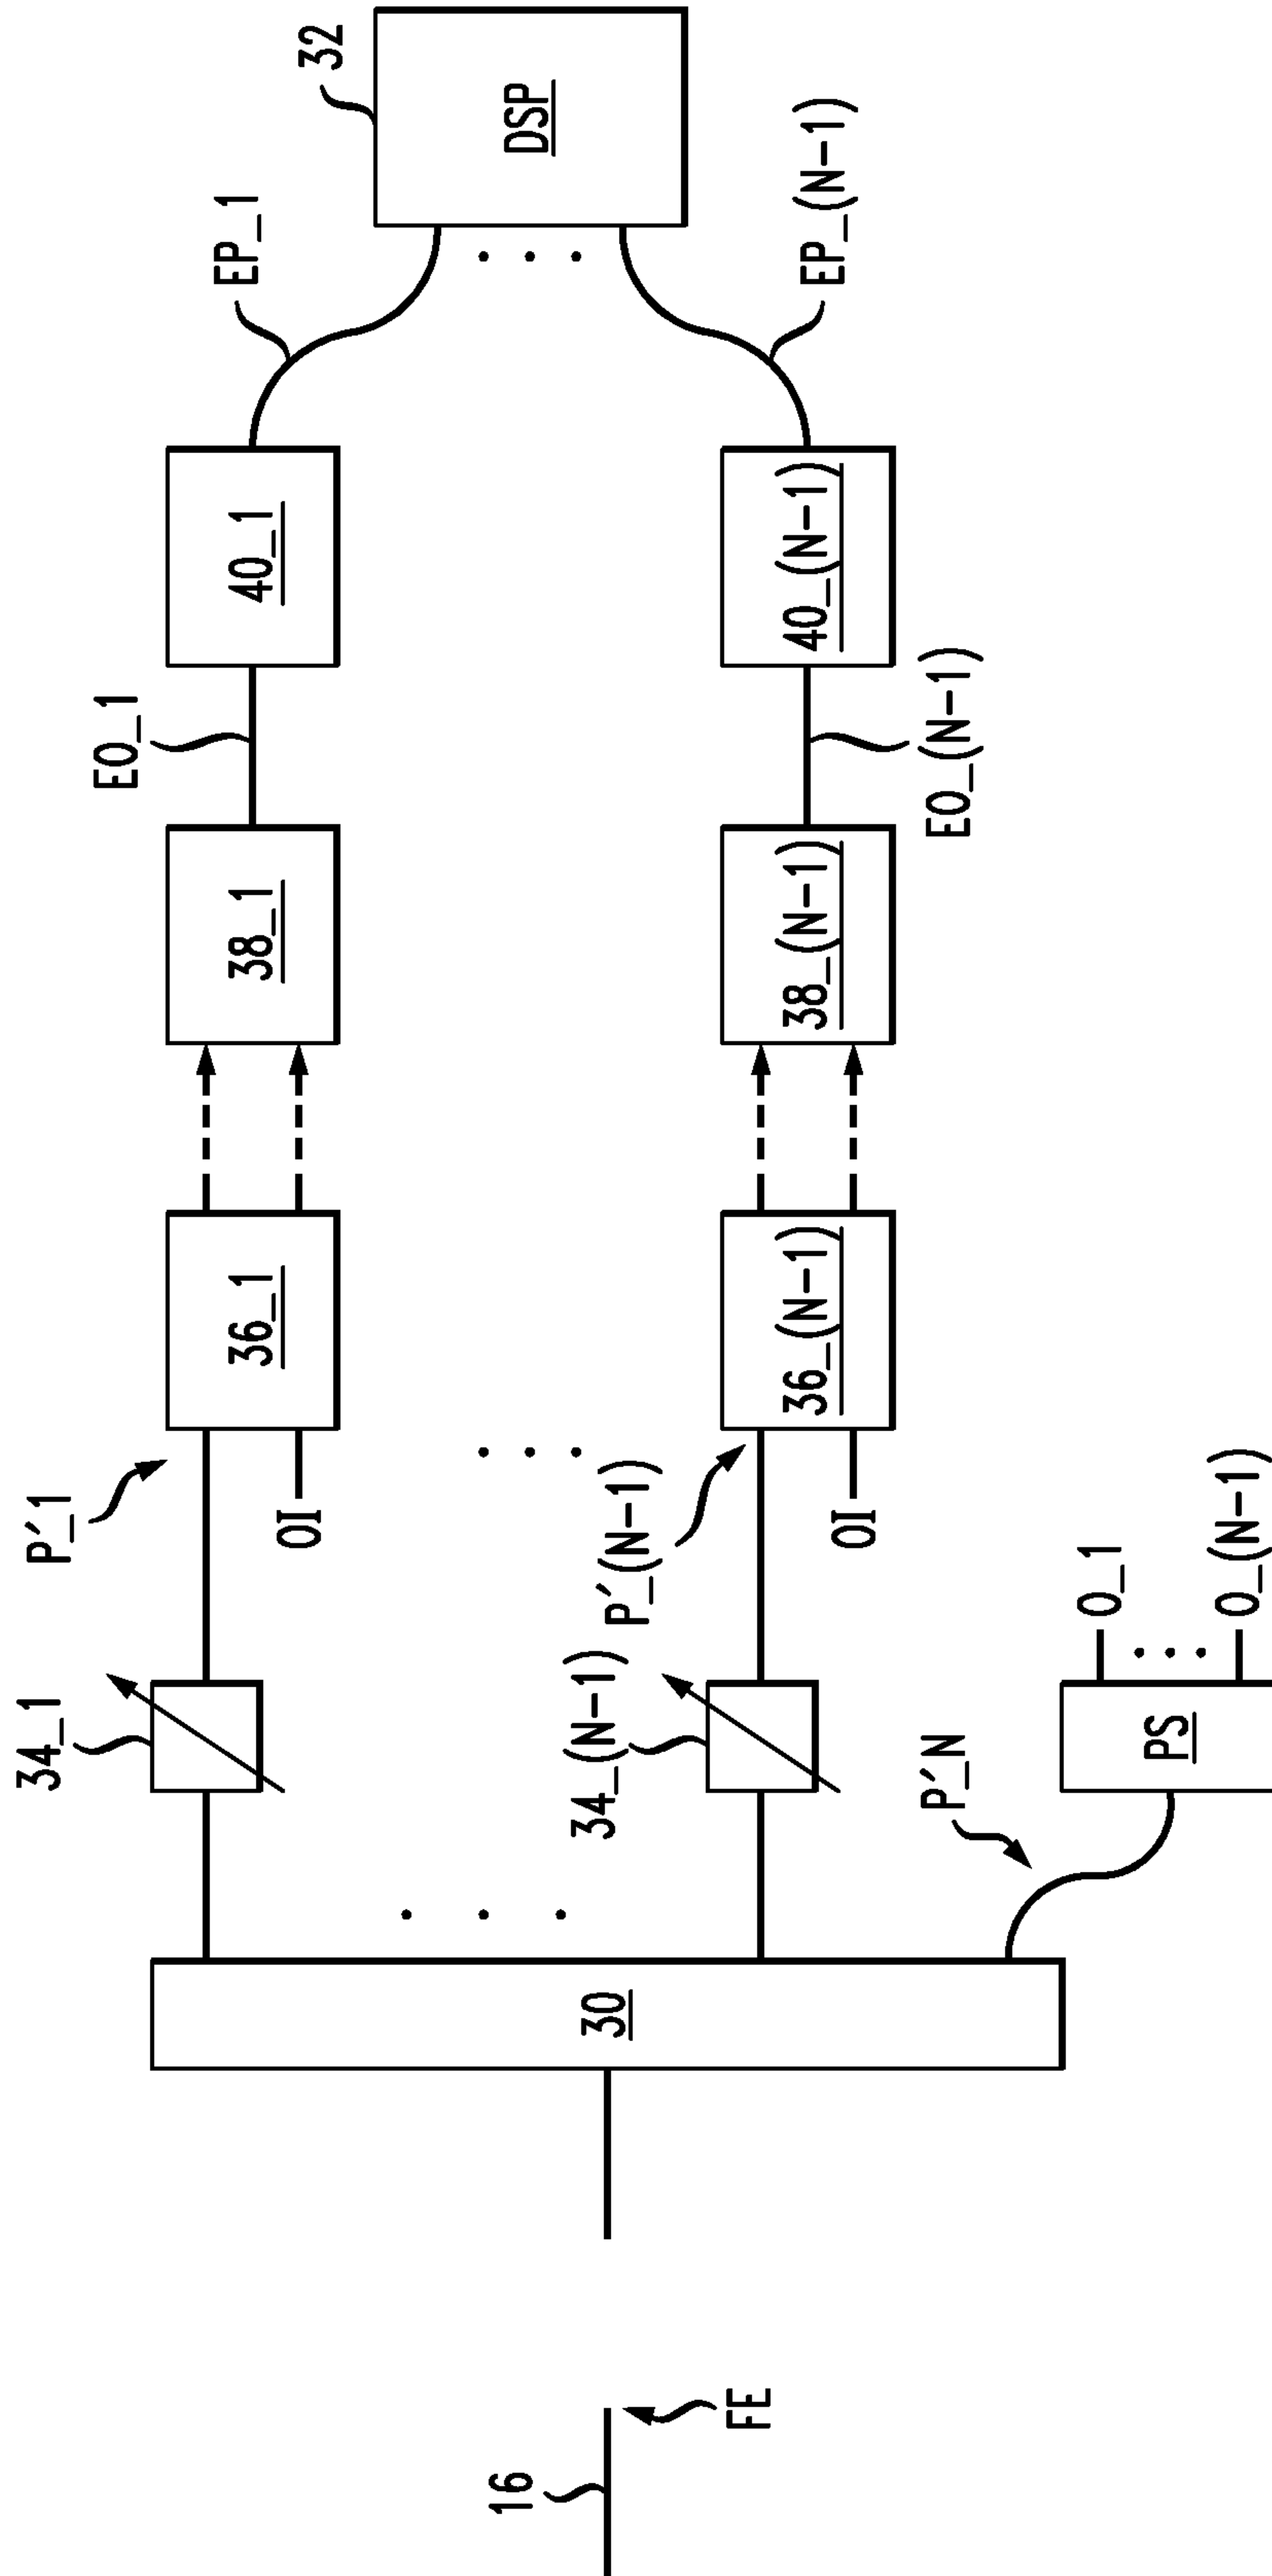 16
FE
30
34_1
34_(N-1)
P'_1
P'_(N-1)
P'_N
PS
O_1
O_(N-1)
OI
OI
36_1
36_(N-1)
38_1
38_(N-1)
EO_1
EO_(N-1)
40_1
40_(N-1)
EP_1
EP_(N-1)
32
DSP